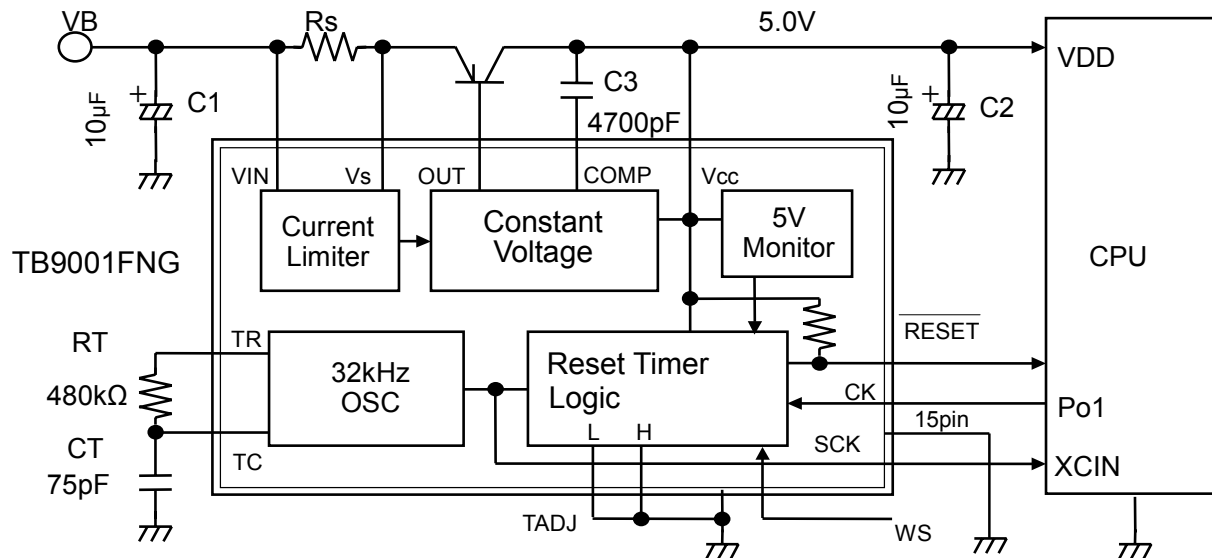 VB
Rs
5.0V
VDD
10µF
+
C1
C3
4700pF
10µF
+
C2
VIN
Vs
OUT
COMP
Vcc
Current
Limiter
Constant
Voltage
5V
Monitor
CPU
TB9001FNG
RESET
RT
480kΩ
TR
32kHz
OSC
Reset Timer
Logic
CK
Po1
15pin
L
H
SCK
CT
75pF
TC
XCIN
TADJ
WS